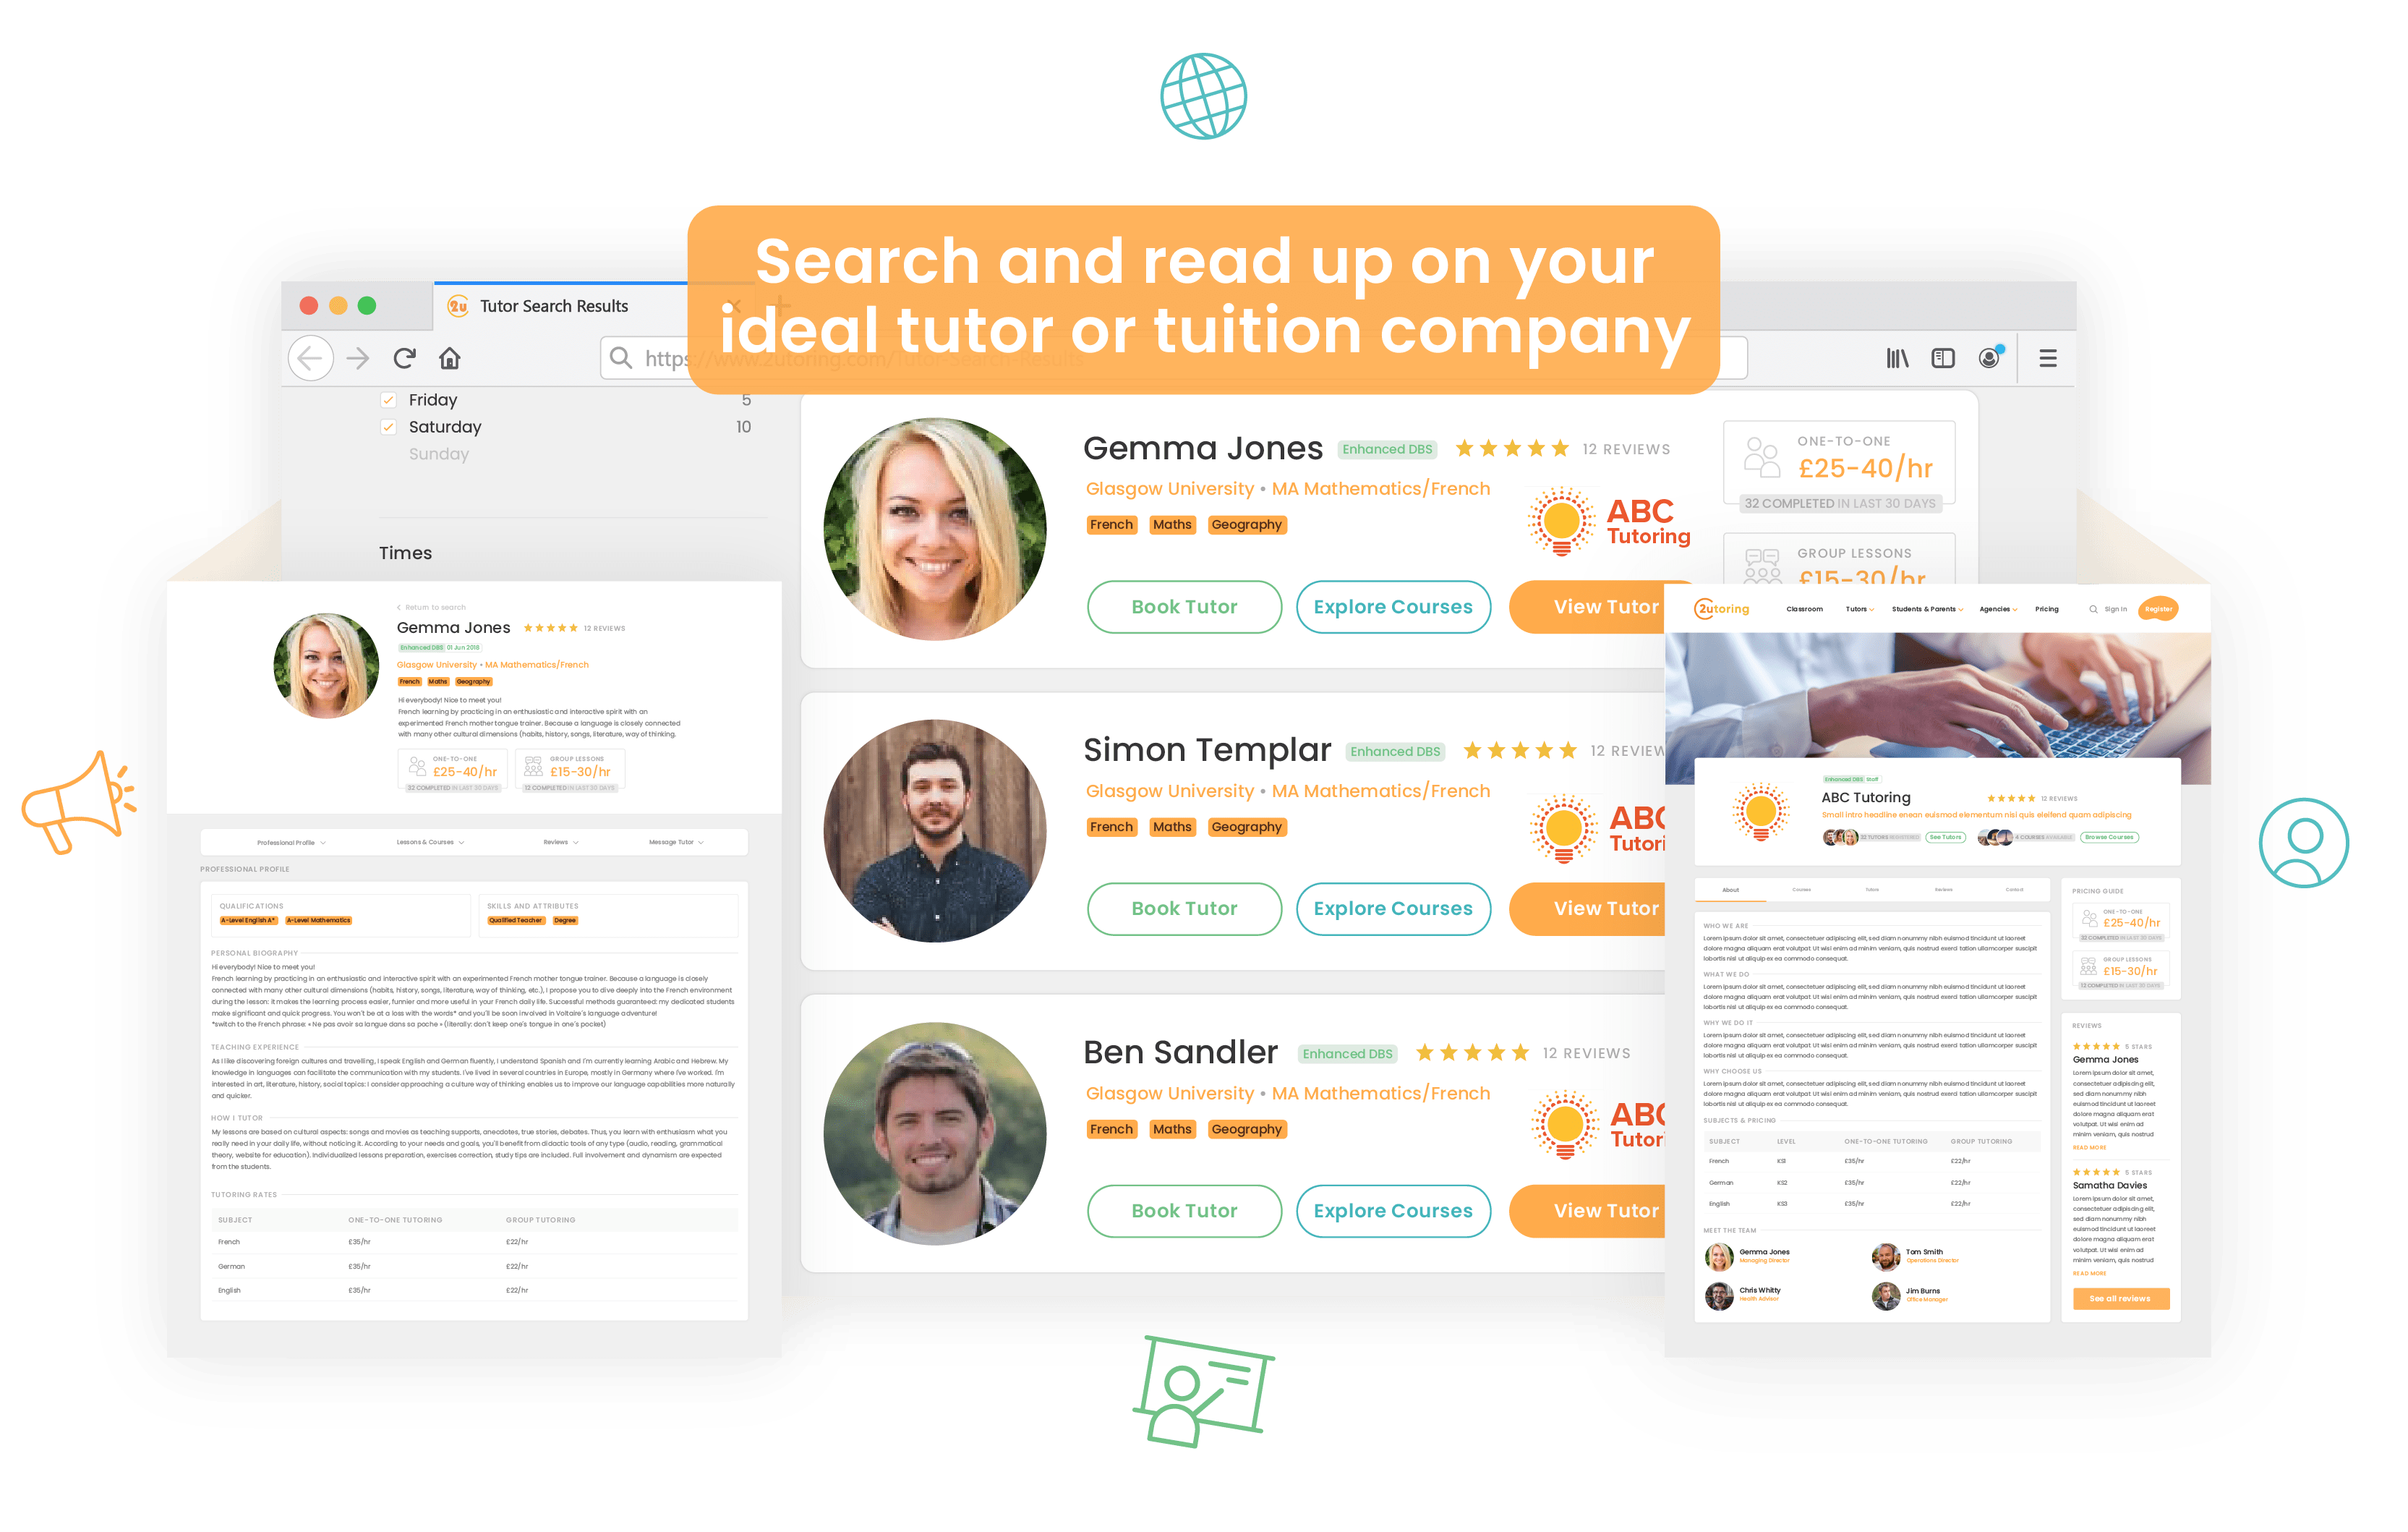 Search and read up on your
ideal tutor or tuition company
2u Tutor Search Results
https://www.2utoring.com/Tutor-Search-Results
Friday 5
Saturday 10
Sunday
Times
Gemma Jones Enhanced DBS 12 REVIEWS
Glasgow University • MA Mathematics/French
French Maths Geography
ABC
Tutoring
Book Tutor Explore Courses View Tutor
ONE-TO-ONE
£25-40/hr
32 COMPLETED IN LAST 30 DAYS
GROUP LESSONS
£15-30/hr
Simon Templar Enhanced DBS 12 REVIEW
Glasgow University • MA Mathematics/French
French Maths Geography
ABC
Tutori
Book Tutor Explore Courses View Tutor
Ben Sandler Enhanced DBS 12 REVIEWS
Glasgow University • MA Mathematics/French
French Maths Geography
ABC
Tutori
Book Tutor Explore Courses View Tutor
Return to search
Gemma Jones 12 REVIEWS
Enhanced DBS 01 Jun 2018
Glasgow University • MA Mathematics/French
French Maths Geography
Hi everybody! Nice to meet you!
French learning by practicing in an enthusiastic and interactive spirit with an
experimented French mother tongue trainer. Because a language is closely connected
with many other cultural dimensions (habits, history, songs, literature, way of thinking,
ONE-TO-ONE
£25-40/hr
32 COMPLETED IN LAST 30 DAYS
GROUP LESSONS
£15-30/hr
12 COMPLETED IN LAST 30 DAYS
Professional Profile Lessons & Courses Reviews Message Tutor
PROFESSIONAL PROFILE
QUALIFICATIONS
A-Level English A* A-Level Mathematics
SKILLS AND ATTRIBUTES
Qualified Teacher Degree
PERSONAL BIOGRAPHY
Hi everybody! Nice to meet you!
French learning by practicing in an enthusiastic and interactive spirit with an experimented French mother tongue trainer. Because a language is closely
connected with many other cultural dimensions (habits, history, songs, literature, way of thinking, etc.), I propose you to dive deeply into the French environment
during the lesson: it makes the learning process easier, funnier and more useful in your French daily life. Successful methods guaranteed: my dedicated students
make significant and quick progress. You won't be at a loss with the words* and you'll be soon involved in Voltaire's language adventure!
*switch to the French phrase: « Ne pas avoir sa langue dans sa poche » (literally: don't keep one's tongue in one's pocket)
TEACHING EXPERIENCE
As I like discovering foreign cultures and travelling, I speak English and German fluently, I understand Spanish and I'm currently learning Arabic and Hebrew. My
knowledge in languages can facilitate the communication with my students. I've lived in several countries in Europe, mostly in Germany where I've worked. I'm
interested in art, literature, history, social topics: I consider approaching a culture way of thinking enables us to improve our language capabilities more naturally
and quicker.
HOW I TUTOR
My lessons are based on cultural aspects: songs and movies as teaching supports, anecdotes, true stories, debates. Thus, you learn with enthusiasm what you
really need in your daily life, without noticing it. According to your needs and goals, you'll benefit from didactic tools of any type (audio, reading, grammatical
theory, website for education). Individualized lessons preparation, exercises correction, study tips are included. Full involvement and dynamism are expected
from the students.
TUTORING RATES
SUBJECT ONE-TO-ONE TUTORING GROUP TUTORING
French £35/hr £22/hr
German £35/hr £22/hr
English £35/hr £22/hr
2utoring Classroom Tutors Students & Parents Agencies Pricing Sign In Register
Enhanced DBS Staff
ABC Tutoring 12 REVIEWS
Small intro headline enean euismod elementum nisi quis eleifend quam adipiscing
32 TUTORS REGISTERED See Tutors 4 COURSES AVAILABLE Browse Courses
About Courses Tutors Reviews Contact
WHO WE ARE
Lorem ipsum dolor sit amet, consectetuer adipiscing elit, sed diam nonummy nibh euismod tincidunt ut laoreet
dolore magna aliquam erat volutpat. Ut wisi enim ad minim veniam, quis nostrud exerci tation ullamcorper suscipit
lobortis nisl ut aliquip ex ea commodo consequat.
WHAT WE DO
Lorem ipsum dolor sit amet, consectetuer adipiscing elit, sed diam nonummy nibh euismod tincidunt ut laoreet
dolore magna aliquam erat volutpat. Ut wisi enim ad minim veniam, quis nostrud exerci tation ullamcorper suscipit
lobortis nisl ut aliquip ex ea commodo consequat.
WHY WE DO IT
Lorem ipsum dolor sit amet, consectetuer adipiscing elit, sed diam nonummy nibh euismod tincidunt ut laoreet
dolore magna aliquam erat volutpat. Ut wisi enim ad minim veniam, quis nostrud exerci tation ullamcorper suscipit
lobortis nisl ut aliquip ex ea commodo consequat.
WHY CHOOSE US
Lorem ipsum dolor sit amet, consectetuer adipiscing elit, sed diam nonummy nibh euismod tincidunt ut laoreet
dolore magna aliquam erat volutpat. Ut wisi enim ad minim veniam, quis nostrud exerci tation ullamcorper suscipit
lobortis nisl ut aliquip ex ea commodo consequat.
SUBJECTS & PRICING
SUBJECT LEVEL ONE-TO-ONE TUTORING GROUP TUTORING
French KS1 £35/hr £22/hr
German KS2 £35/hr £22/hr
English KS3 £35/hr £22/hr
MEET THE TEAM
Gemma Jones
Managing Director
Tom Smith
Operations Director
Chris Whitty
Health Advisor
Jim Burns
Office Manager
PRICING GUIDE
ONE-TO-ONE
£25-40/hr
32 COMPLETED IN LAST 30 DAYS
GROUP LESSONS
£15-30/hr
12 COMPLETED IN LAST 30 DAYS
REVIEWS
5 STARS
Gemma Jones
Lorem ipsum dolor sit amet,
consectetuer adipiscing elit,
sed diam nonummy nibh
euismod tincidunt ut laoreet
dolore magna aliquam erat
volutpat. Ut wisi enim ad
minim veniam, quis nostrud
READ MORE
5 STARS
Samatha Davies
Lorem ipsum dolor sit amet,
consectetuer adipiscing elit,
sed diam nonummy nibh
euismod tincidunt ut laoreet
dolore magna aliquam erat
volutpat. Ut wisi enim ad
minim veniam, quis nostrud
READ MORE
See all reviews